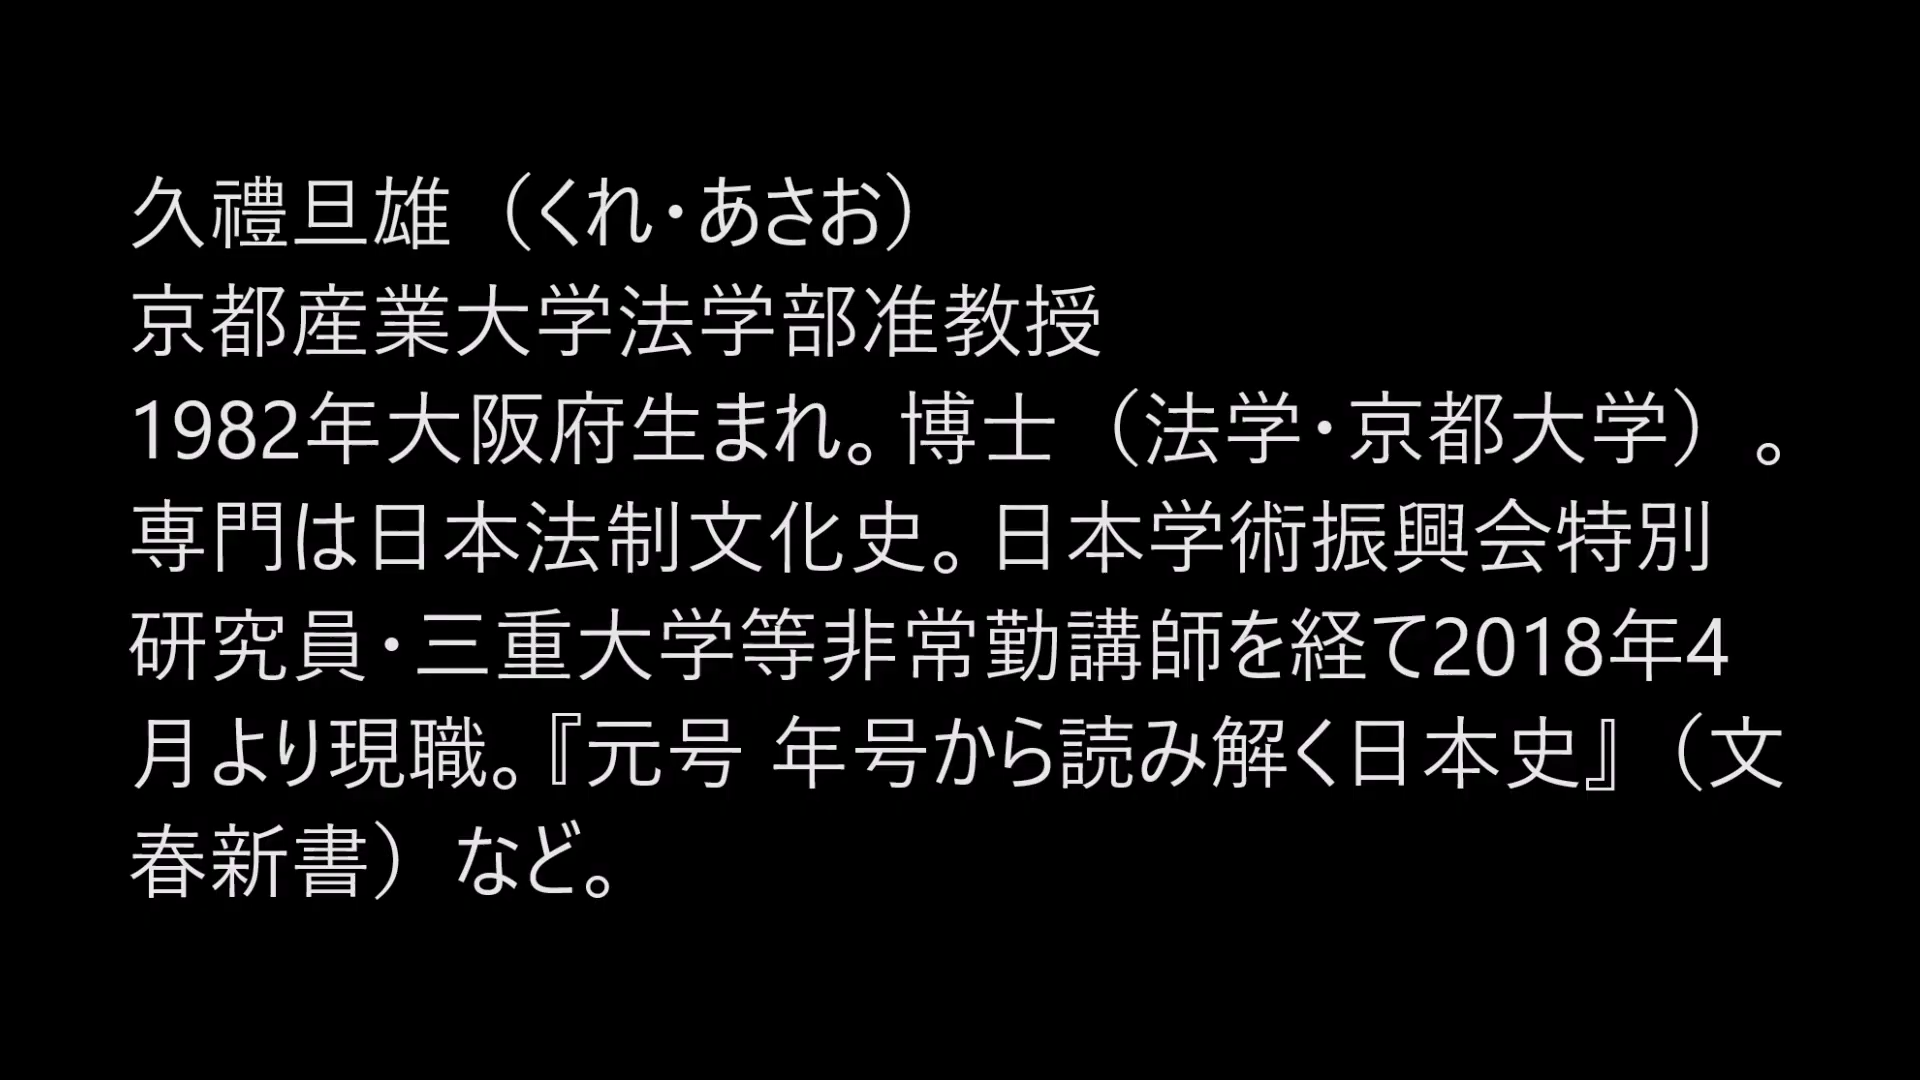 久禮旦雄（くれ・あさお）
京都産業大学法学部准教授
1982年大阪府生まれ。博士（法学・京都大学）。
専門は日本法制文化史。日本学術振興会特別
研究員・三重大学等非常勤講師を経て2018年4
月より現職。『元号 年号から読み解く日本史』（文
春新書）など。